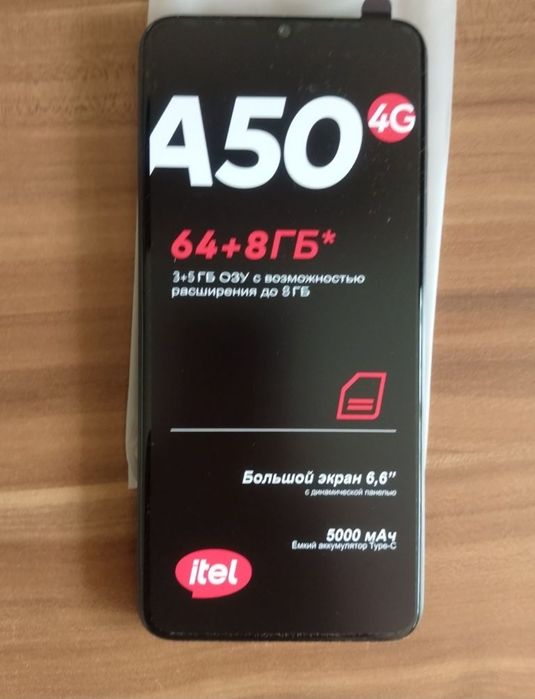 A50 4G
64+8ГБ*
3+5 ГБ ОЗУ с возможностью
расширения до 8 ГБ
Большой экран 6,6"
с динамической панелью
5000 мАч
Ёмкий аккумулятор Type-C
itel